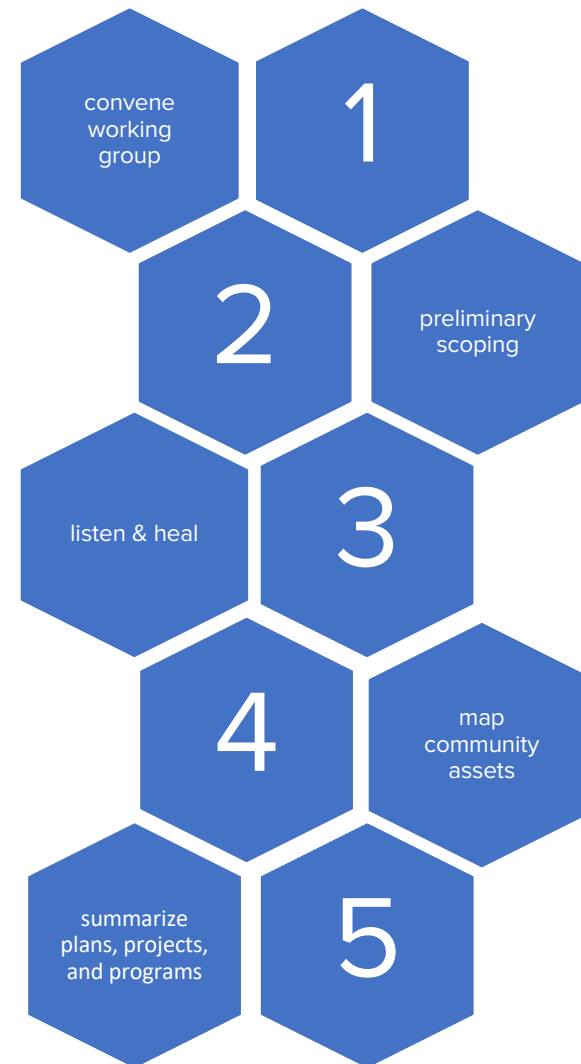 convene
working
group
1
2
preliminary
scoping
listen & heal
3
4
map
community
assets
summarize
plans, projects,
and programs
5